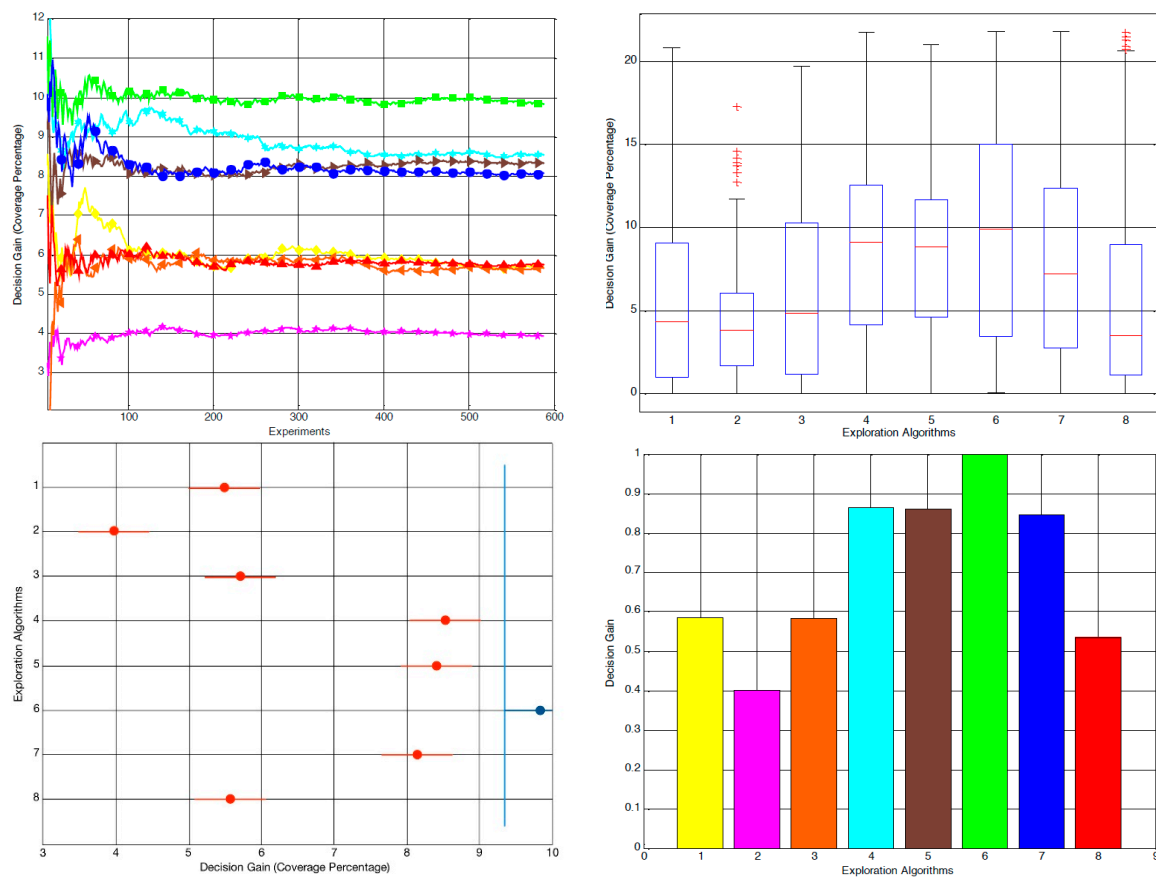 12
11
10
9
8
7
6
5
4
3
Decision Gain (Coverage Percentage)
100 200 300 400 500 600
Experiments
20
15
10
5
0
Decision Gain (Coverage Percentage)
1 2 3 4 5 6 7 8
Exploration Algorithms
1
2
3
4
5
6
7
8
Exploration Algorithms
3 4 5 6 7 8 9 10
Decision Gain (Coverage Percentage)
1
0.9
0.8
0.7
0.6
0.5
0.4
0.3
0.2
0.1
0
Decision Gain
0 1 2 3 4 5 6 7 8 9
Exploration Algorithms